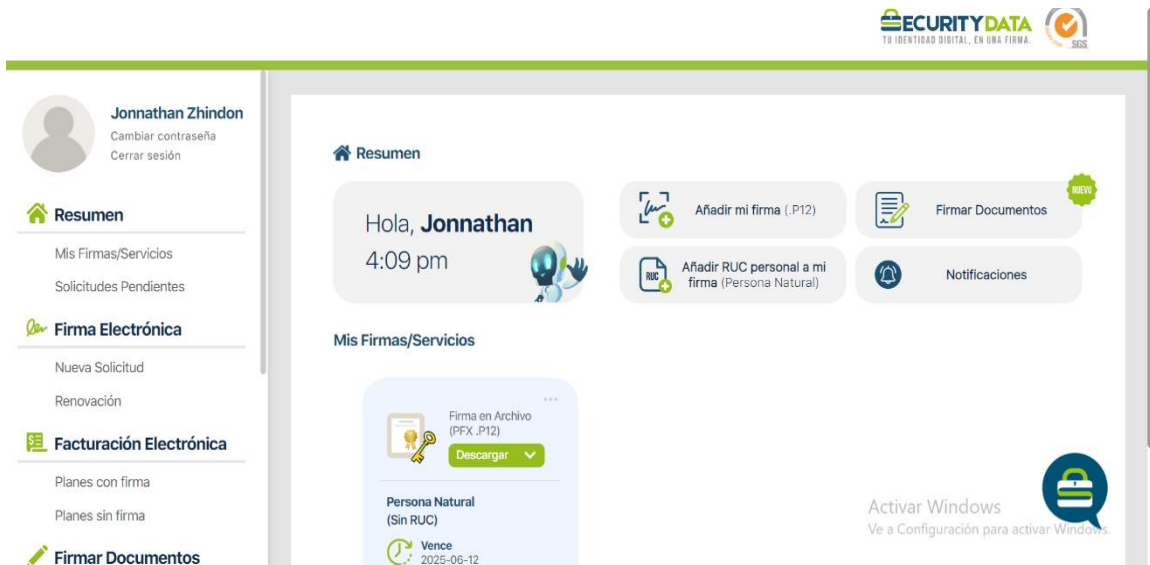 SECURITYDATA
TU IDENTIDAD DIGITAL, EN UNA FIRMA.
SGS
Jonnathan Zhindon
Cambiar contraseña
Cerrar sesión
Resumen
Mis Firmas/Servicios
Solicitudes Pendientes
Firma Electrónica
Nueva Solicitud
Renovación
Facturación Electrónica
Planes con firma
Planes sin firma
Firmar Documentos
Resumen
Hola, Jonnathan
4:09 pm
Añadir mi firma (.P12)
NUEVO
Firmar Documentos
RUC
Añadir RUC personal a mi
firma (Persona Natural)
Notificaciones
Mis Firmas/Servicios
Firma en Archivo
(PFX .P12)
Descargar
Persona Natural
(Sin RUC)
Vence
2025-06-12
Activar Windows
Ve a Configuración para activar Windows.